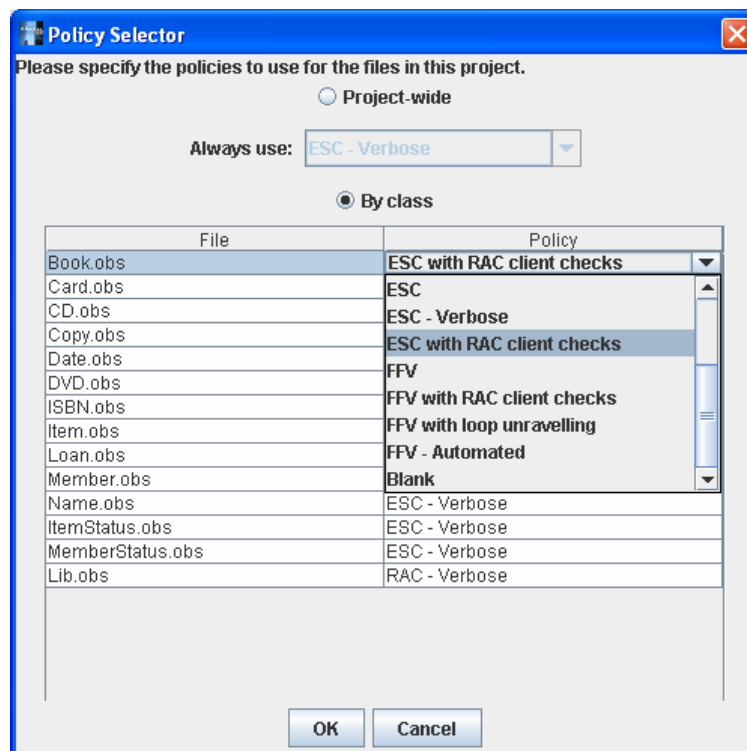 Policy Selector
Please specify the policies to use for the files in this project.
Project-wide
Always use: ESC - Verbose
By class
File Policy
Book.obs ESC with RAC client checks
Card.obs ESC
CD.obs ESC - Verbose
Copy.obs ESC with RAC client checks
Date.obs FFV
DVD.obs FFV with RAC client checks
ISBN.obs FFV with loop unravelling
Item.obs FFV - Automated
Loan.obs Blank
Member.obs
Name.obs ESC - Verbose
ItemStatus.obs ESC - Verbose
MemberStatus.obs ESC - Verbose
Lib.obs RAC - Verbose
OK Cancel